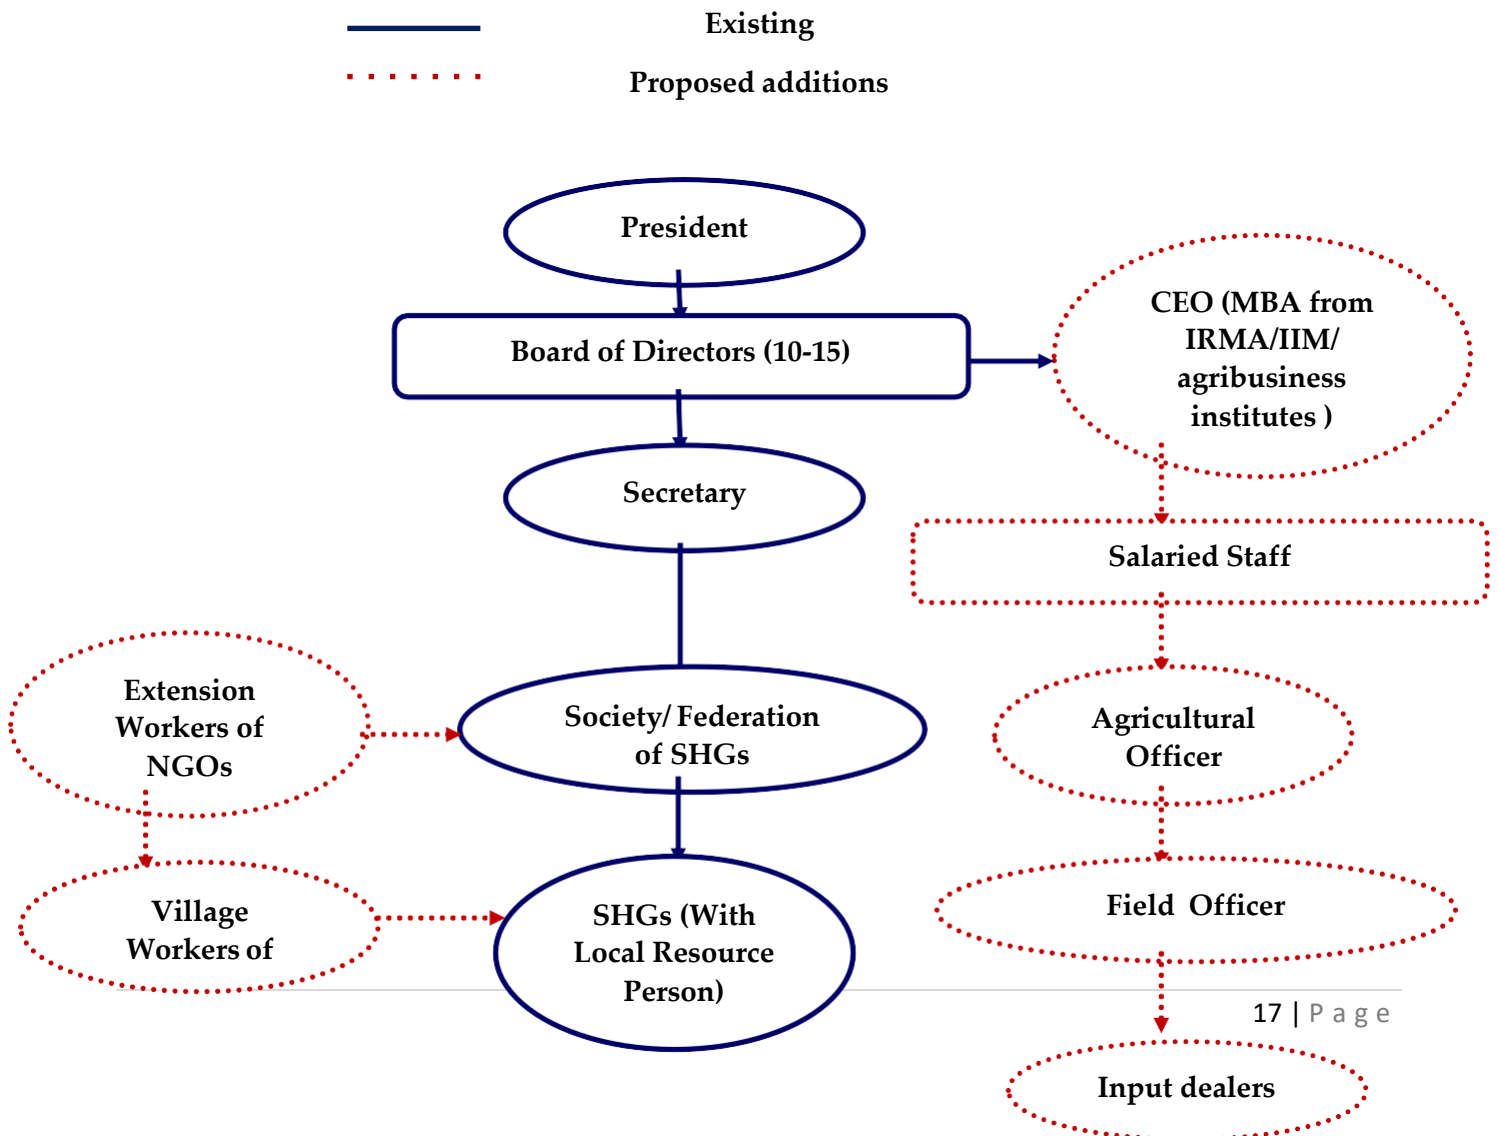 Existing
Proposed additions
President
Board of Directors (10-15)
CEO (MBA from
IRMA/IIM/
agribusiness
institutes )
Secretary
Salaried Staff
Extension
Workers of
NGOs
Society/ Federation
of SHGs
Agricultural
Officer
Village
Workers of
SHGs (With
Local Resource
Person)
Field Officer
17 | Page
Input dealers